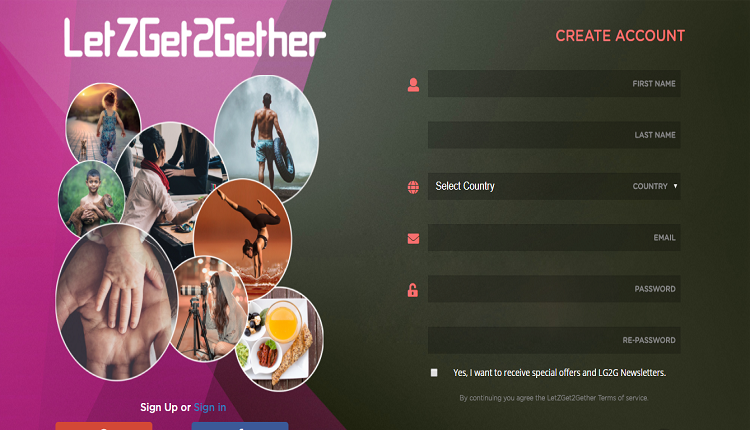 LetZGet2Gether
CREATE ACCOUNT
FIRST NAME
LAST NAME
Select Country COUNTRY
EMAIL
PASSWORD
RE-PASSWORD
Yes, I want to receive special offers and LG2G Newsletters.
By continuing you agree the LetZGet2Gether Terms of service
Sign Up or Sign in